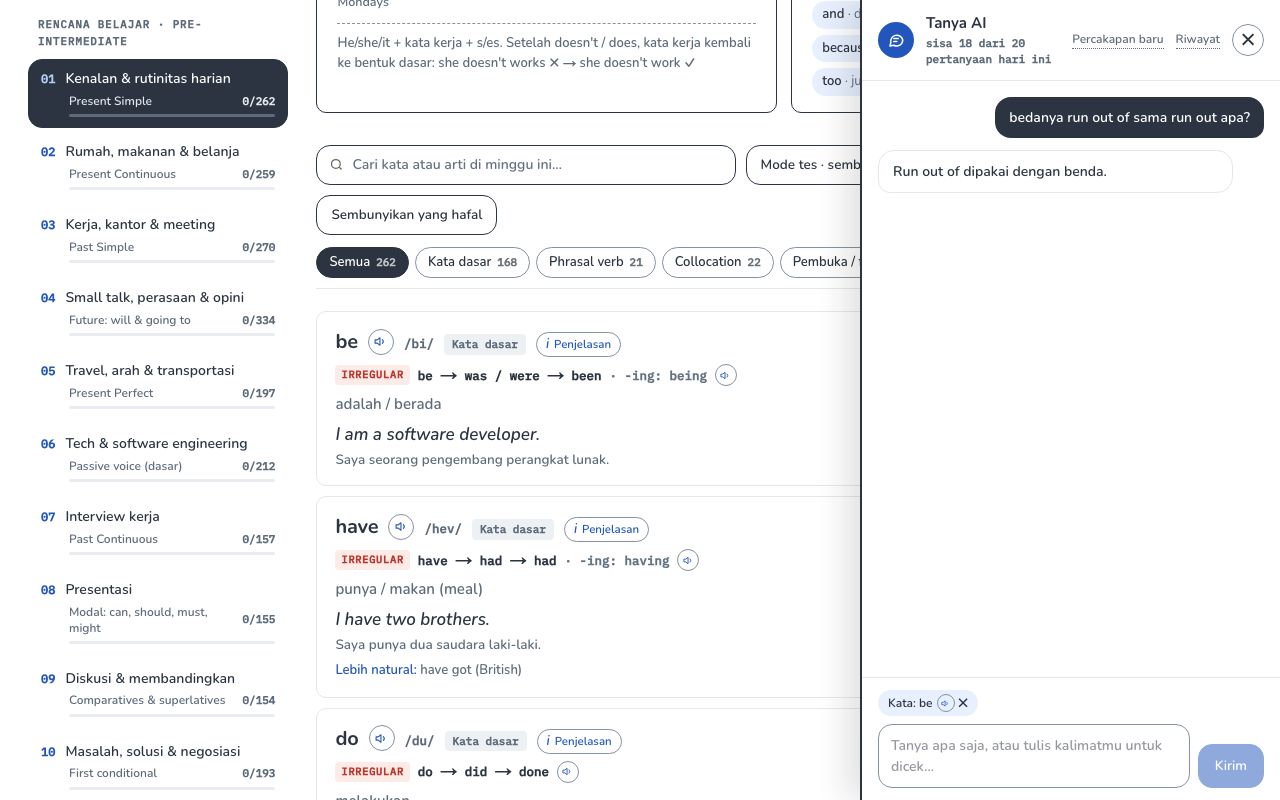 RENCANA BELAJAR · PRE-
INTERMEDIATE
01 Kenalan & rutinitas harian
Present Simple 0/262
02 Rumah, makanan & belanja
Present Continuous 0/259
03 Kerja, kantor & meeting
Past Simple 0/270
04 Small talk, perasaan & opini
Future: will & going to 0/334
05 Travel, arah & transportasi
Present Perfect 0/197
06 Tech & software engineering
Passive voice (dasar) 0/212
07 Interview kerja
Past Continuous 0/157
08 Presentasi
Modal: can, should, must,
might 0/155
09 Diskusi & membandingkan
Comparatives & superlatives 0/154
10 Masalah, solusi & negosiasi
First conditional 0/193
Mondays
He/she/it + kata kerja + s/es. Setelah doesn't / does, kata kerja kembali
ke bentuk dasar: she doesn't works ✕ → she doesn't work ✓
and · d
becaus
too · ju
Cari kata atau arti di minggu ini...
Mode tes · semb
Sembunyikan yang hafal
Semua 262
Kata dasar 168
Phrasal verb 21
Collocation 22
Pembuka /
be /bi/ Kata dasar i Penjelasan
IRREGULAR be → was / were → been · -ing: being
adalah / berada
I am a software developer.
Saya seorang pengembang perangkat lunak.
have /hev/ Kata dasar i Penjelasan
IRREGULAR have → had → had · -ing: having
punya / makan (meal)
I have two brothers.
Saya punya dua saudara laki-laki.
Lebih natural: have got (British)
do /du/ Kata dasar i Penjelasan
IRREGULAR do → did → done
melakukan
Tanya AI
sisa 18 dari 20
pertanyaan hari ini
Percakapan baru
Riwayat
✕
bedanya run out of sama run out apa?
Run out of dipakai dengan benda.
Kata: be ✕
Tanya apa saja, atau tulis kalimatmu untuk
dicek...
Kirim